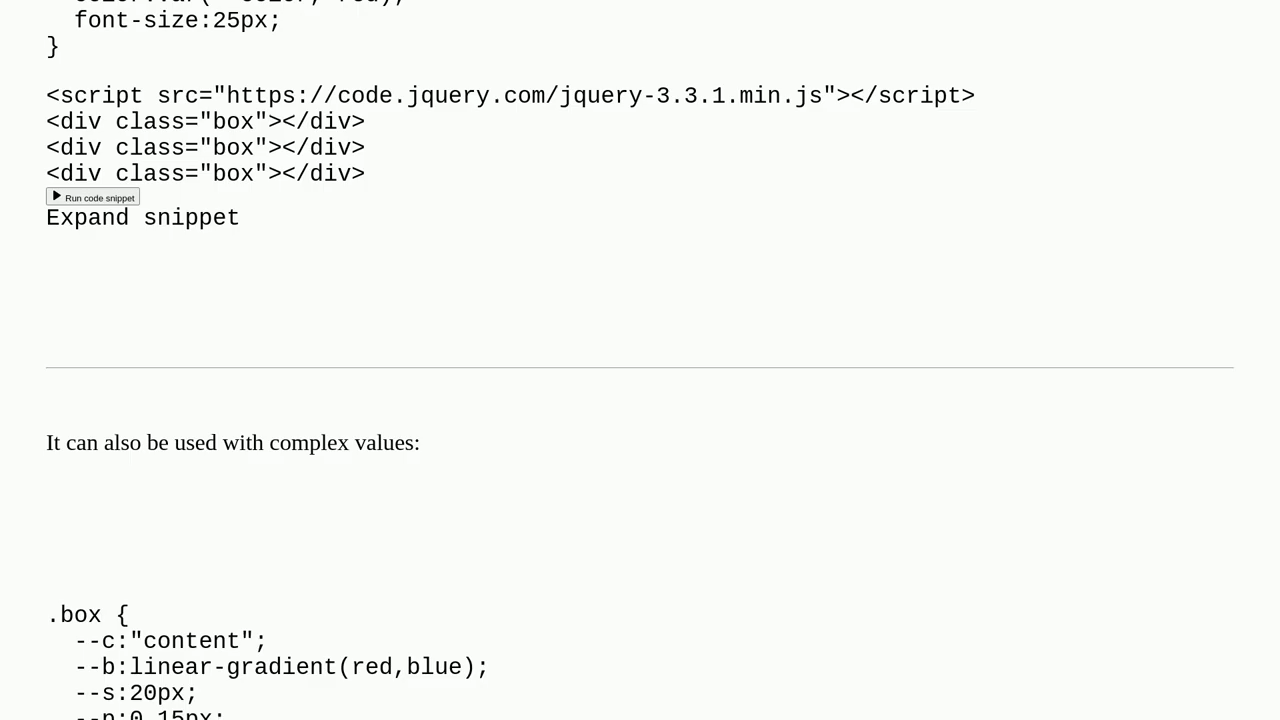 font-size:25px;
}
<script src="https://code.jquery.com/jquery-3.3.1.min.js"></script>
<div class="box"></div>
<div class="box"></div>
<div class="box"></div>
Run code snippet
Expand snippet
It can also be used with complex values:
.box {
--c:"content";
--b:linear-gradient(red,blue);
--s:20px;
--p:0 15px;